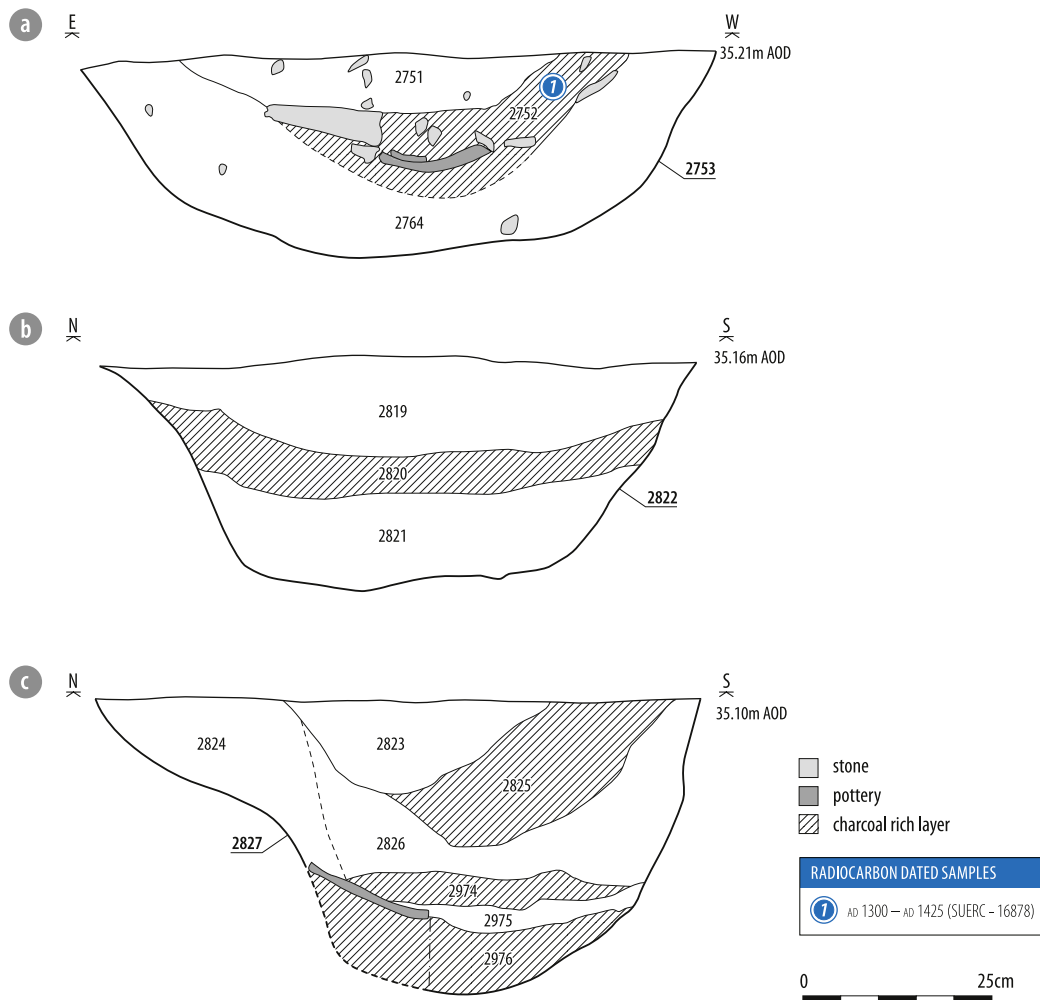 a
E
W
35.21m AOD
2751
1
2752
2753
2764
b
N
S
35.16m AOD
2819
2820
2822
2821
c
N
S
35.10m AOD
2824
2823
2825
2827
2826
2974
2975
2976
stone
pottery
charcoal rich layer
RADIOCARBON DATED SAMPLES
1 AD 1300 – AD 1425 (SUERC - 16878)
0 25cm